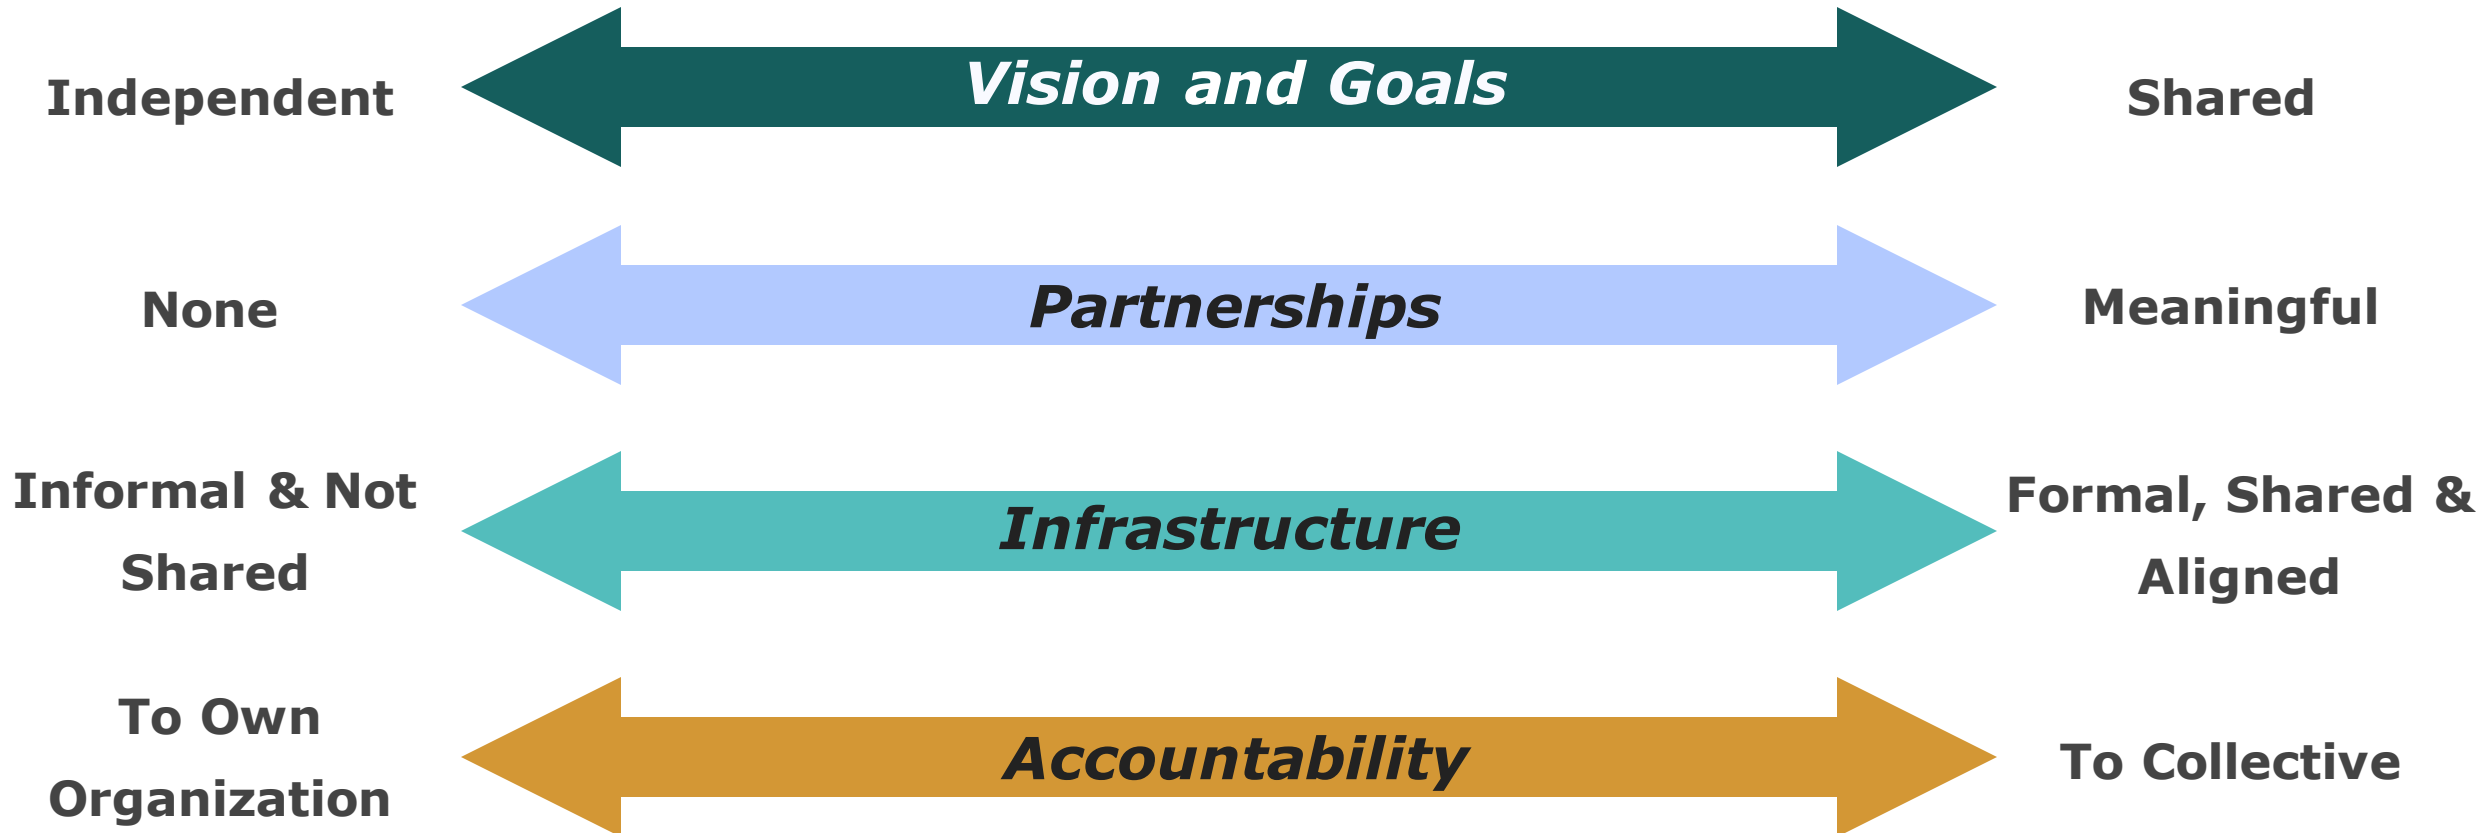 Independent
Vision and Goals
Shared
None
Partnerships
Meaningful
Informal & Not
Shared
Infrastructure
Formal, Shared &
Aligned
To Own
Organization
Accountability
To Collective